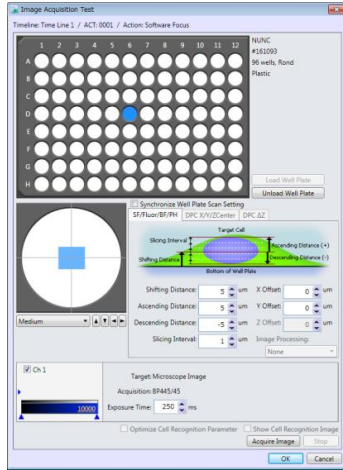 Image Acquisition Test
Timeline: Time Line 1 / ACT: 0001 / Action: Software Focus
1 2 3 4 5 6 7 8 9 10 11 12
A
B
C
D
E
F
G
H
NUNC
#161093
96 wells, Rond
Plastic
Load Well Plate
Unload Well Plate
Synchronize Well Plate Scan Setting
SF/Fluor/BF/PH DPC X/Y/ZCenter DPC ΔZ
Target Cell
Slicing Interval
Ascending Distance (+)
Shifting Distance
Descending Distance (-)
Bottom of Well Plate
Shifting Distance: 5 um X Offset: 0 um
Ascending Distance: 5 um Y Offset: 0 um
Descending Distance: -5 um Z Offset: 0 um
Slicing Interval: 1 um Image Processing:
None
Medium
Ch 1
Target: Microscope Image
Acquisition: BP445/45
10000
Exposure Time: 250 ms
Optimize Cell Recognition Parameter Show Cell Recognition Image
Acquire Image Stop
OK Cancel